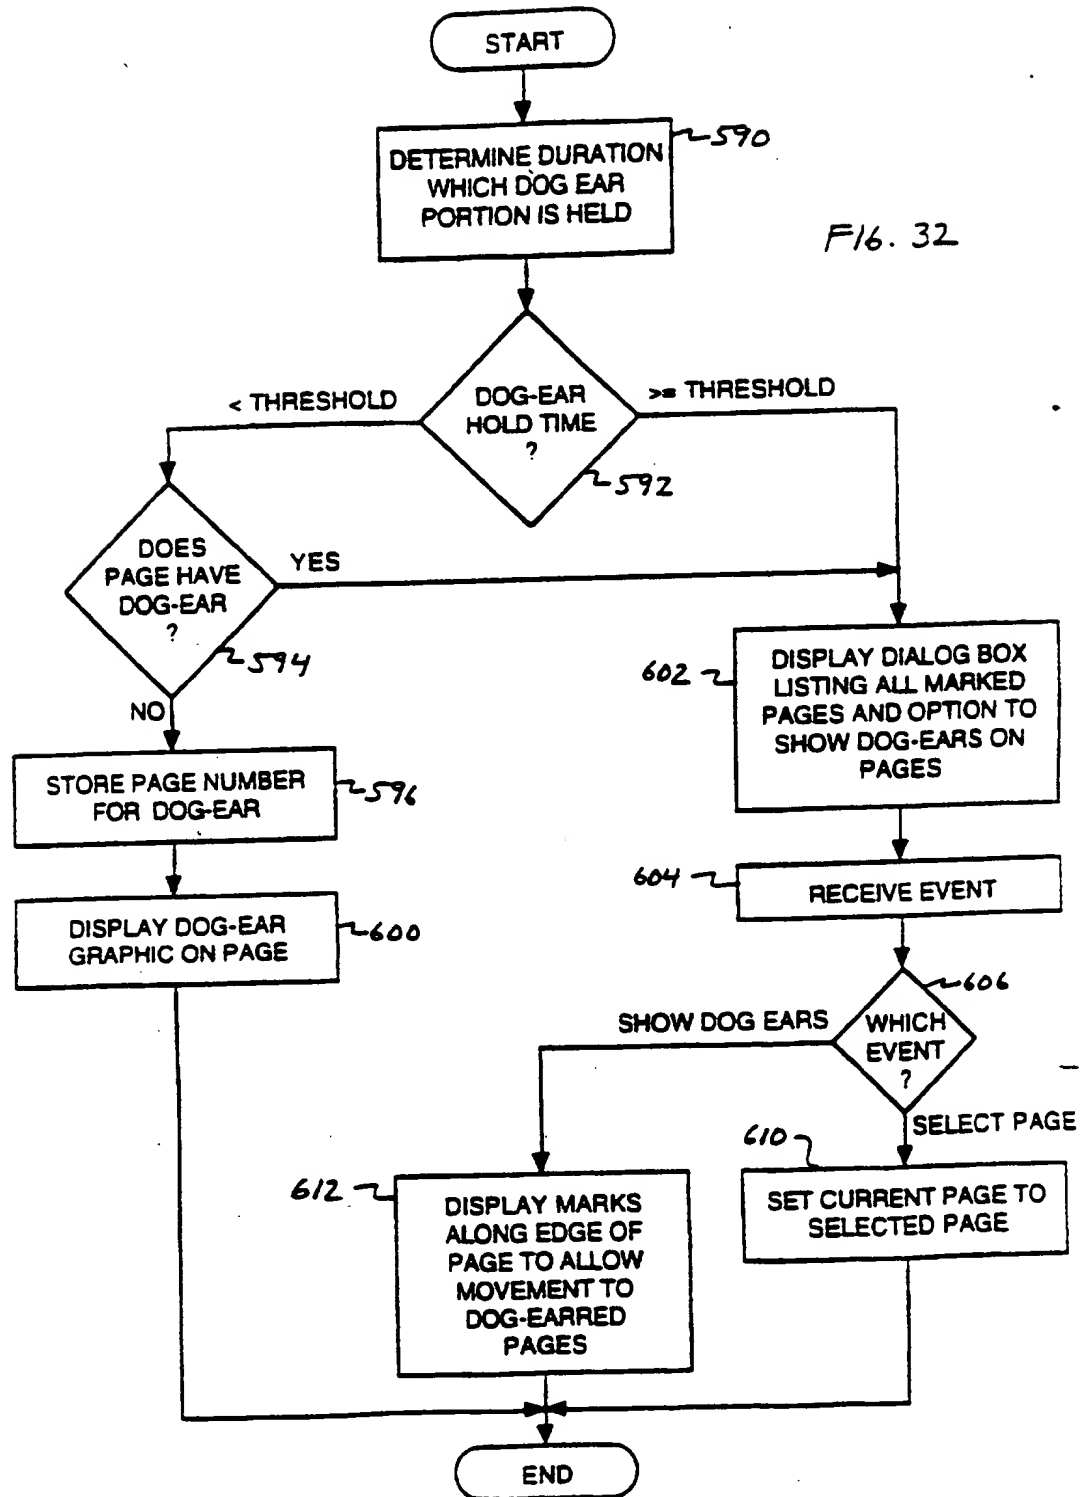 START
590
DETERMINE DURATION
WHICH DOG EAR
PORTION IS HELD
FIG. 32
< THRESHOLD
DOG-EAR
HOLD TIME
?
>= THRESHOLD
592
DOES
PAGE HAVE
DOG-EAR
?
YES
594
NO
602
DISPLAY DIALOG BOX
LISTING ALL MARKED
PAGES AND OPTION TO
SHOW DOG-EARS ON
PAGES
STORE PAGE NUMBER
FOR DOG-EAR
596
604
RECEIVE EVENT
DISPLAY DOG-EAR
GRAPHIC ON PAGE
600
606
SHOW DOG EARS
WHICH
EVENT
?
SELECT PAGE
610
612
DISPLAY MARKS
ALONG EDGE OF
PAGE TO ALLOW
MOVEMENT TO
DOG-EARRED
PAGES
SET CURRENT PAGE TO
SELECTED PAGE
END